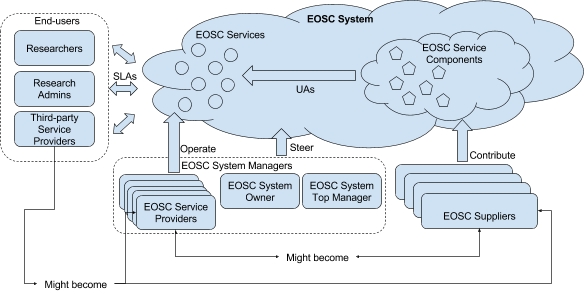 EOSC System
End-users
Researchers
Research
Admins
Third-party
Service
Providers
SLAs
EOSC Services
UAs
EOSC Service
Components
Operate
Steer
Contribute
EOSC System Managers
EOSC Service
Providers
EOSC System
Owner
EOSC System
Top Manager
EOSC Suppliers
Might become
Might become